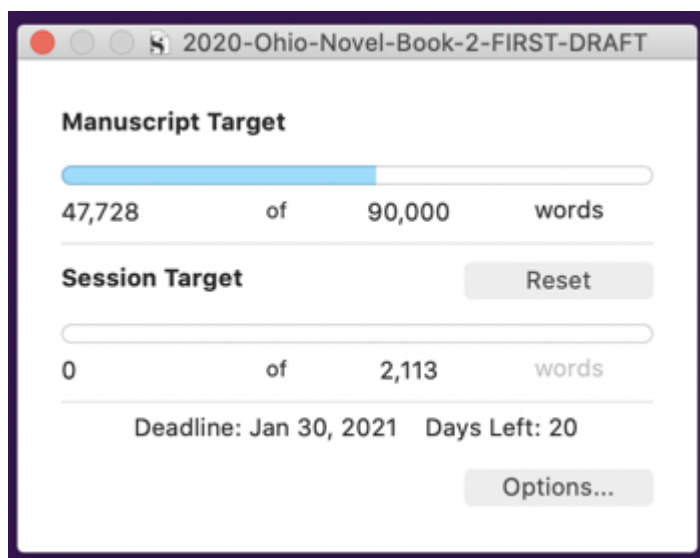 2020-Ohio-Novel-Book-2-FIRST-DRAFT
Manuscript Target
47,728 of 90,000 words
Session Target Reset
0 of 2,113 words
Deadline: Jan 30, 2021 Days Left: 20
Options...